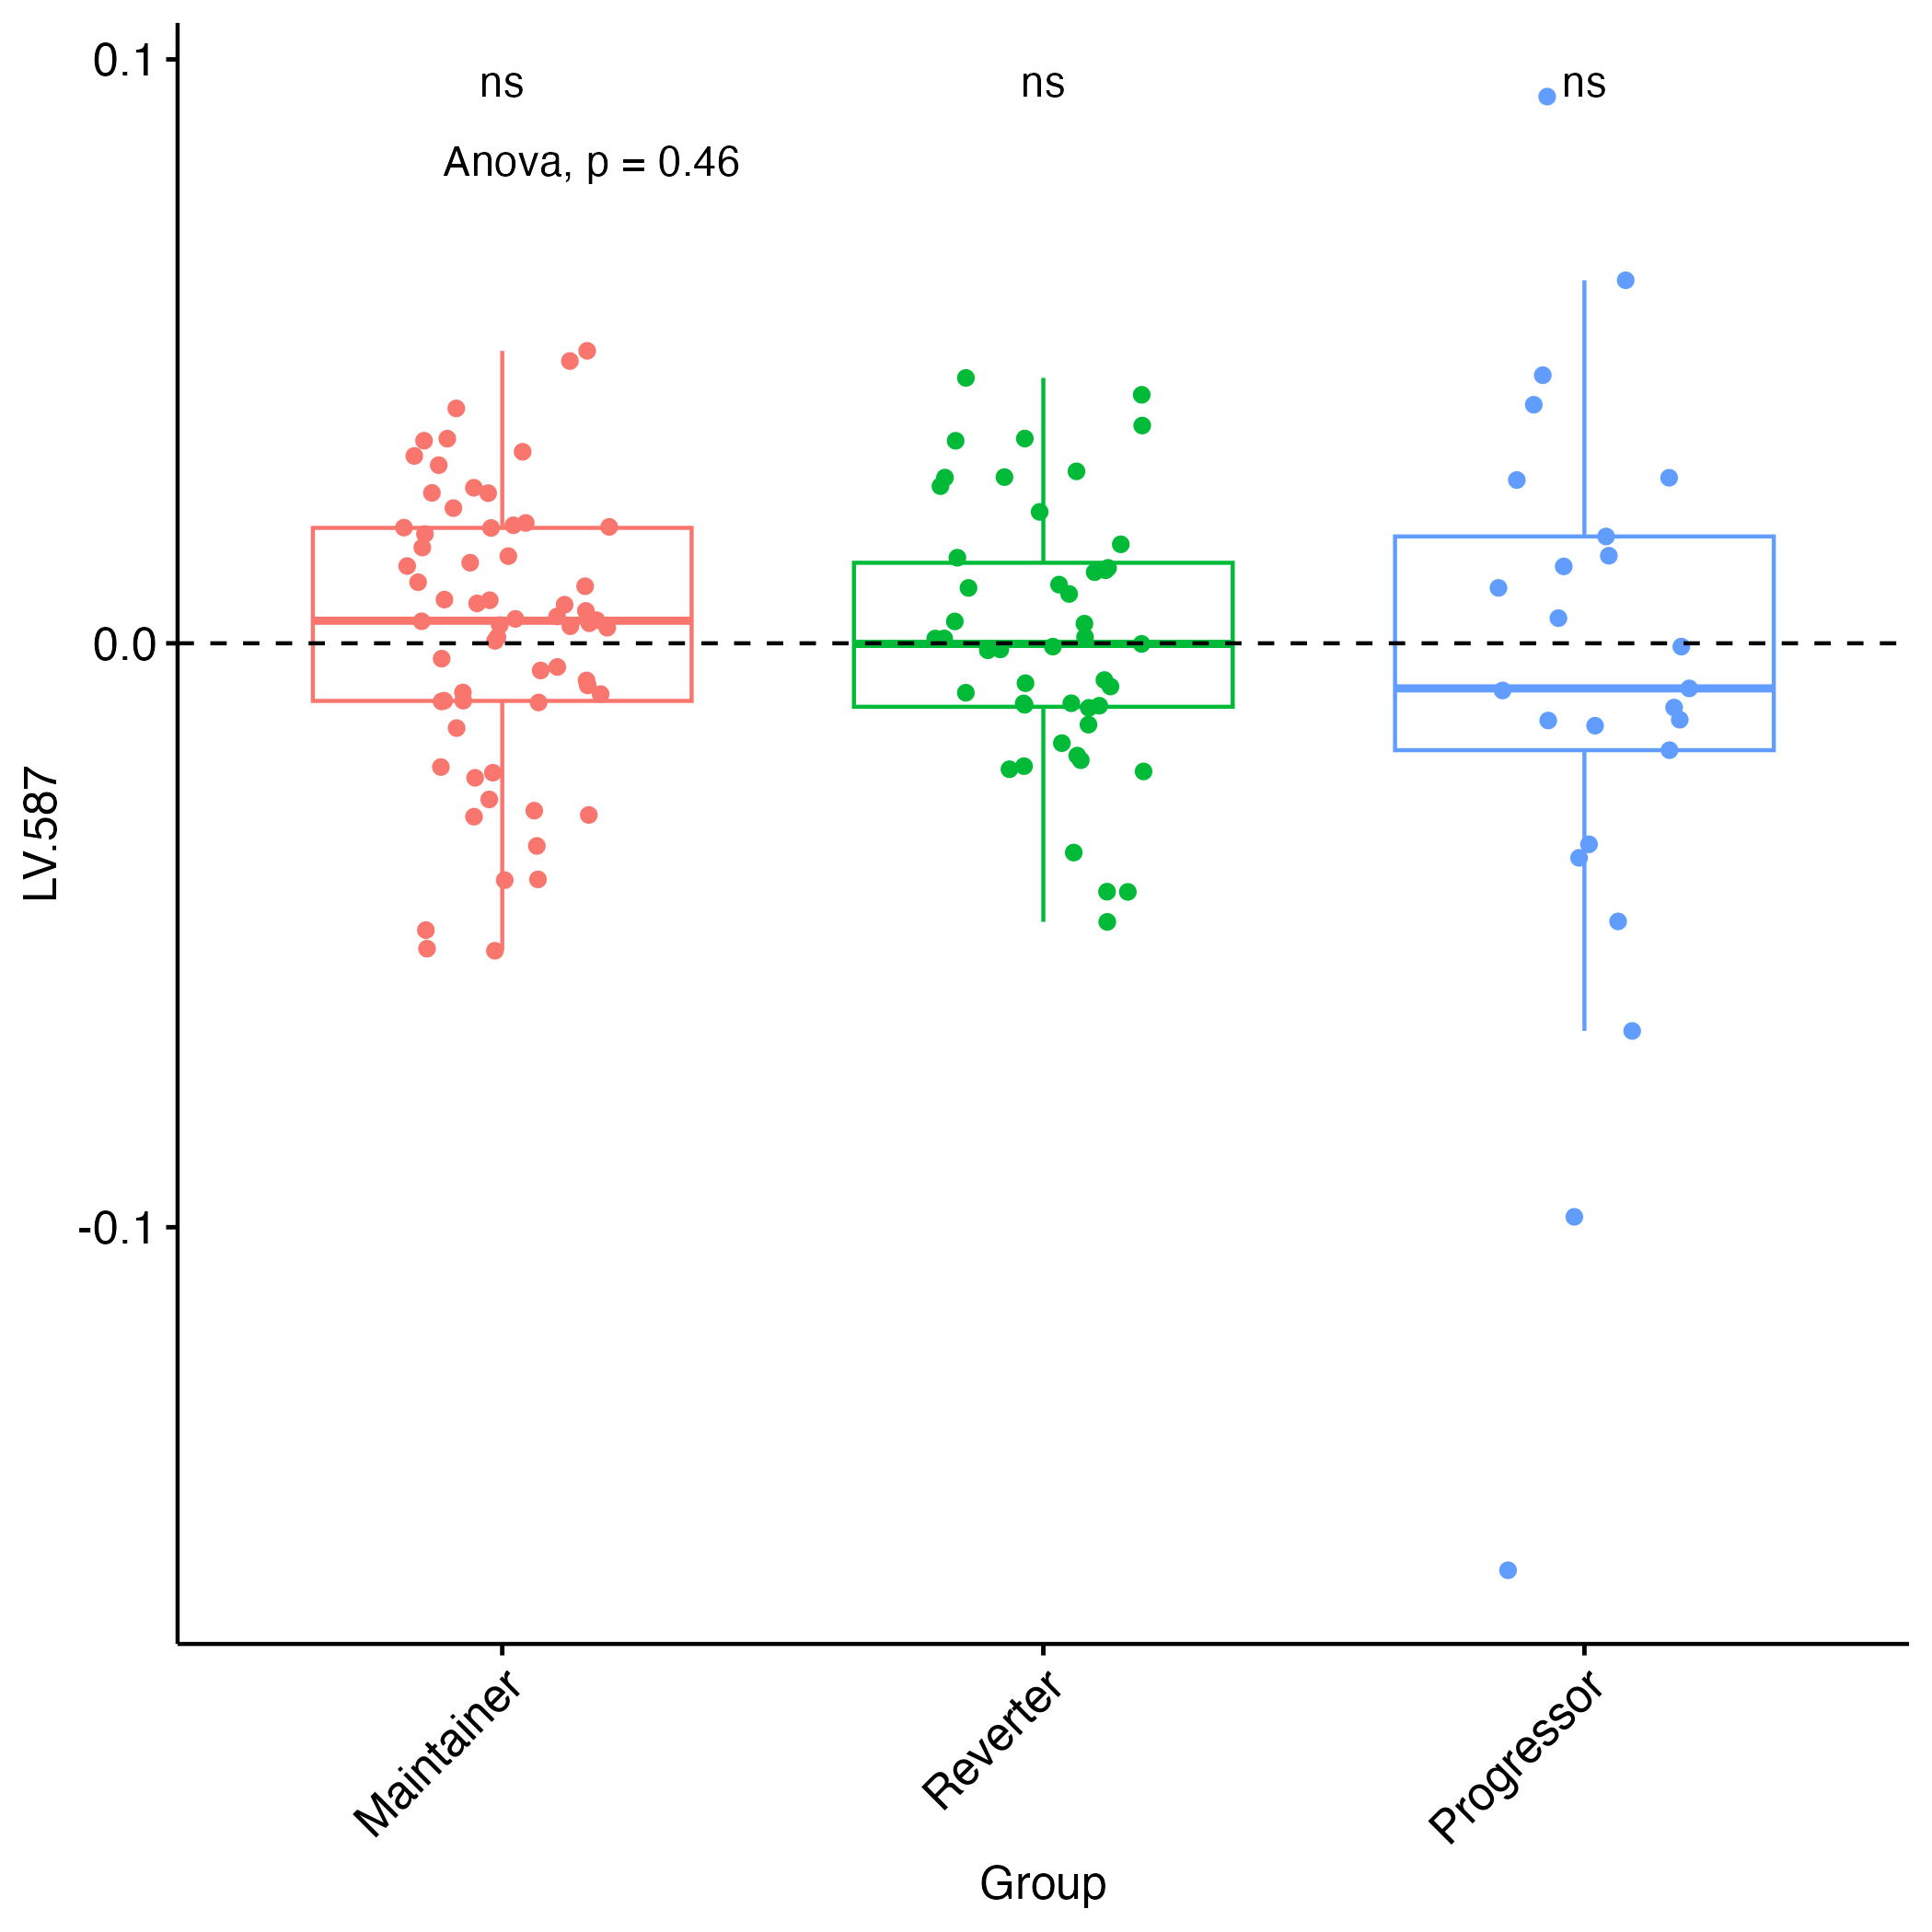 0.1
ns ns ns
Anova, p = 0.46
0.0
LV.587
-0.1
Maintainer Reverter Progressor
Group